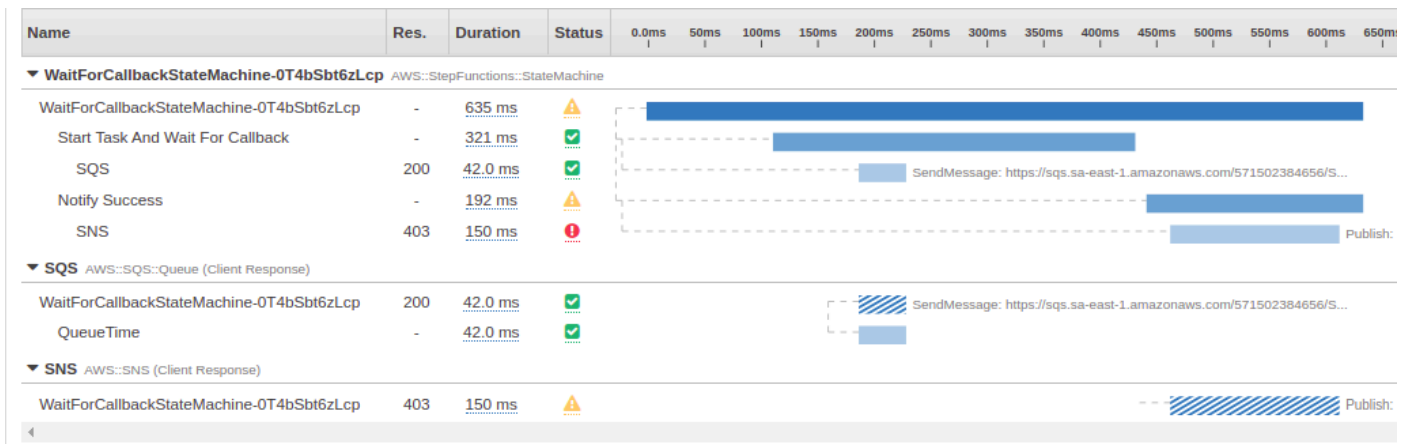 Name Res. Duration Status 0.0ms 50ms 100ms 150ms 200ms 250ms 300ms 350ms 400ms 450ms 500ms 550ms 600ms 650ms
WaitForCallbackStateMachine-0T4bSbt6zLcp AWS::StepFunctions::StateMachine
WaitForCallbackStateMachine-0T4bSbt6zLcp - 635 ms
Start Task And Wait For Callback - 321 ms
SQS 200 42.0 ms SendMessage: https://sqs.sa-east-1.amazonaws.com/571502384656/S...
Notify Success - 192 ms
SNS 403 150 ms Publish:
SQS AWS::SQS::Queue (Client Response)
WaitForCallbackStateMachine-0T4bSbt6zLcp 200 42.0 ms SendMessage: https://sqs.sa-east-1.amazonaws.com/571502384656/S...
QueueTime - 42.0 ms
SNS AWS::SNS (Client Response)
WaitForCallbackStateMachine-0T4bSbt6zLcp 403 150 ms Publish: